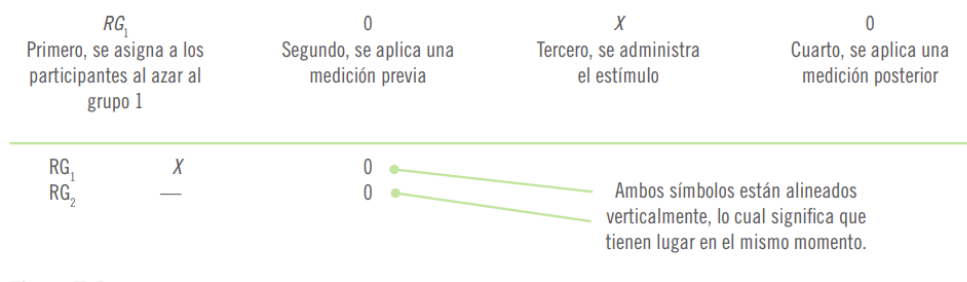 RG₁ 0 X 0
Primero, se asigna a los Segundo, se aplica una Tercero, se administra Cuarto, se aplica una
participantes al azar al medición previa el estímulo medición posterior
grupo 1
RG₁ X 0
RG₂ — 0
Ambos símbolos están alineados
verticalmente, lo cual significa que
tienen lugar en el mismo momento.